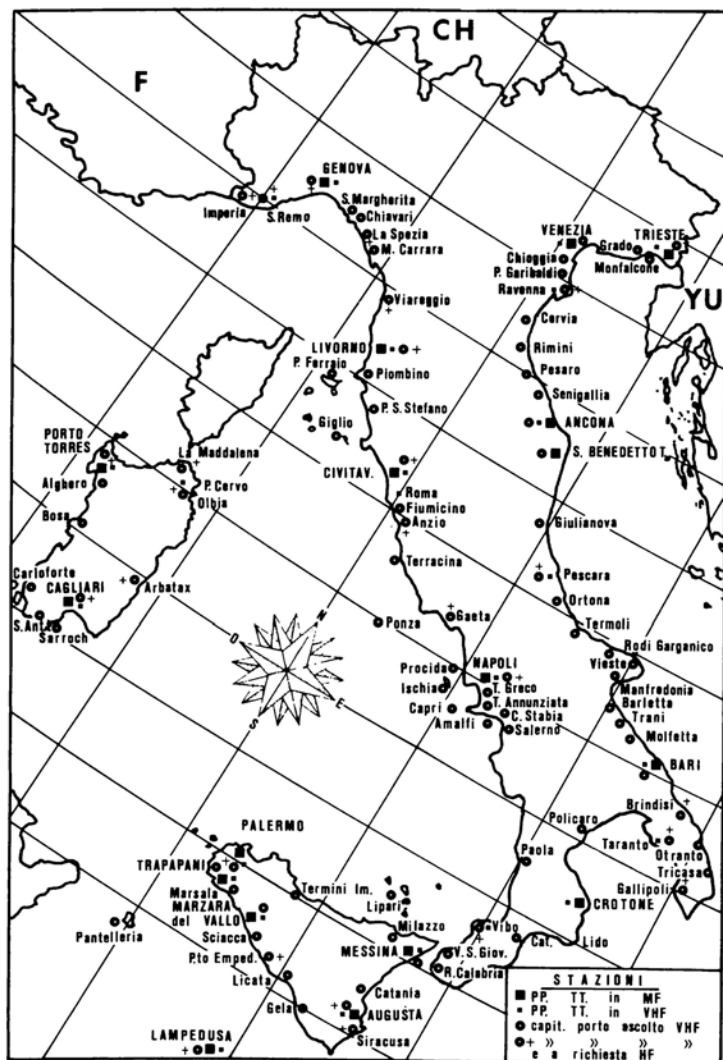 CH
F
GENOVA
S. Margherita
Chiavari
Imperia
S. Remo
La Spezia
M. Carrara
VENEZIA
TRIESTE
Grado
Chioggia
Monfalcone
P. Garibaldi
Ravenna
YU
Viareggio
Cervia
LIVORNO
Rimini
P. Ferraio
Piombino
Pesaro
Senigallia
P. S. Stefano
Giglio
ANCONA
PORTO
TORRES
La Maddalena
S. BENEDETTO T.
CIVITAV.
Alghero
P. Cervo
Roma
Olbia
Fiumicino
Bosa
Anzio
Giulianova
Terracina
Carloforte
CAGLIARI
Arbatax
Pescara
S. Ant.
Sarroch
Ortona
Gaeta
Ponza
N
O
Termoli
Rodi Garganico
Procida
NAPOLI
Vieste
Ischia
T. Greco
Manfredonia
E
S
T. Annunziata
Barletta
Capri
C. Stabia
Trani
Amalfi
Salerno
Molfetta
BARI
PALERMO
Policaro
Brindisi
TRAPAPANI
Paola
Taranto
Otranto
Tricasa
Marsala
Termini Im.
Gallipoli
MARZARA
del VALLO
Lipari
CROTONE
Pantelleria
Milazzo
Vibo
Sciacca
MESSINA
Cat. Lido
P.to Emped.
V. S. Giov.
R. Calabria
Licata
Catania
Gela
AUGUSTA
Siracusa
LAMPEDUSA
STAZIONI
PP. TT. in MF
PP. TT. in VHF
capit. porto ascolto VHF
+ » » » »
e a richiesta HF